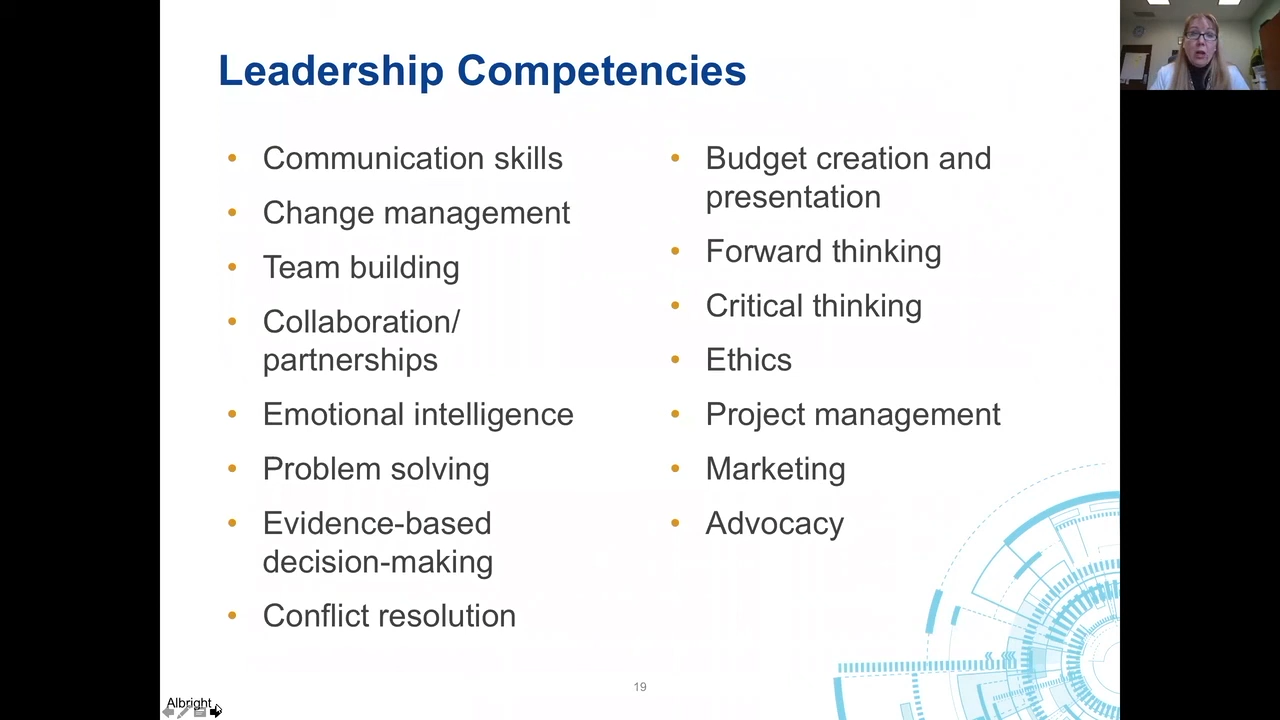 Leadership Competencies
• Communication skills
• Change management
• Team building
• Collaboration/
partnerships
• Emotional intelligence
• Problem solving
• Evidence-based
decision-making
• Conflict resolution
• Budget creation and
presentation
• Forward thinking
• Critical thinking
• Ethics
• Project management
• Marketing
• Advocacy
19
Albright